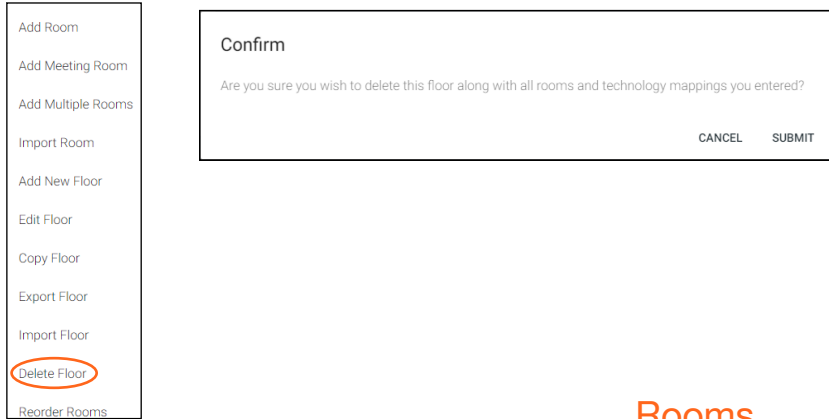 Add Room
Add Meeting Room
Add Multiple Rooms
Import Room
Add New Floor
Edit Floor
Copy Floor
Export Floor
Import Floor
Delete Floor
Reorder Rooms
Confirm
Are you sure you wish to delete this floor along with all rooms and technology mappings you entered?
CANCEL SUBMIT
Rooms